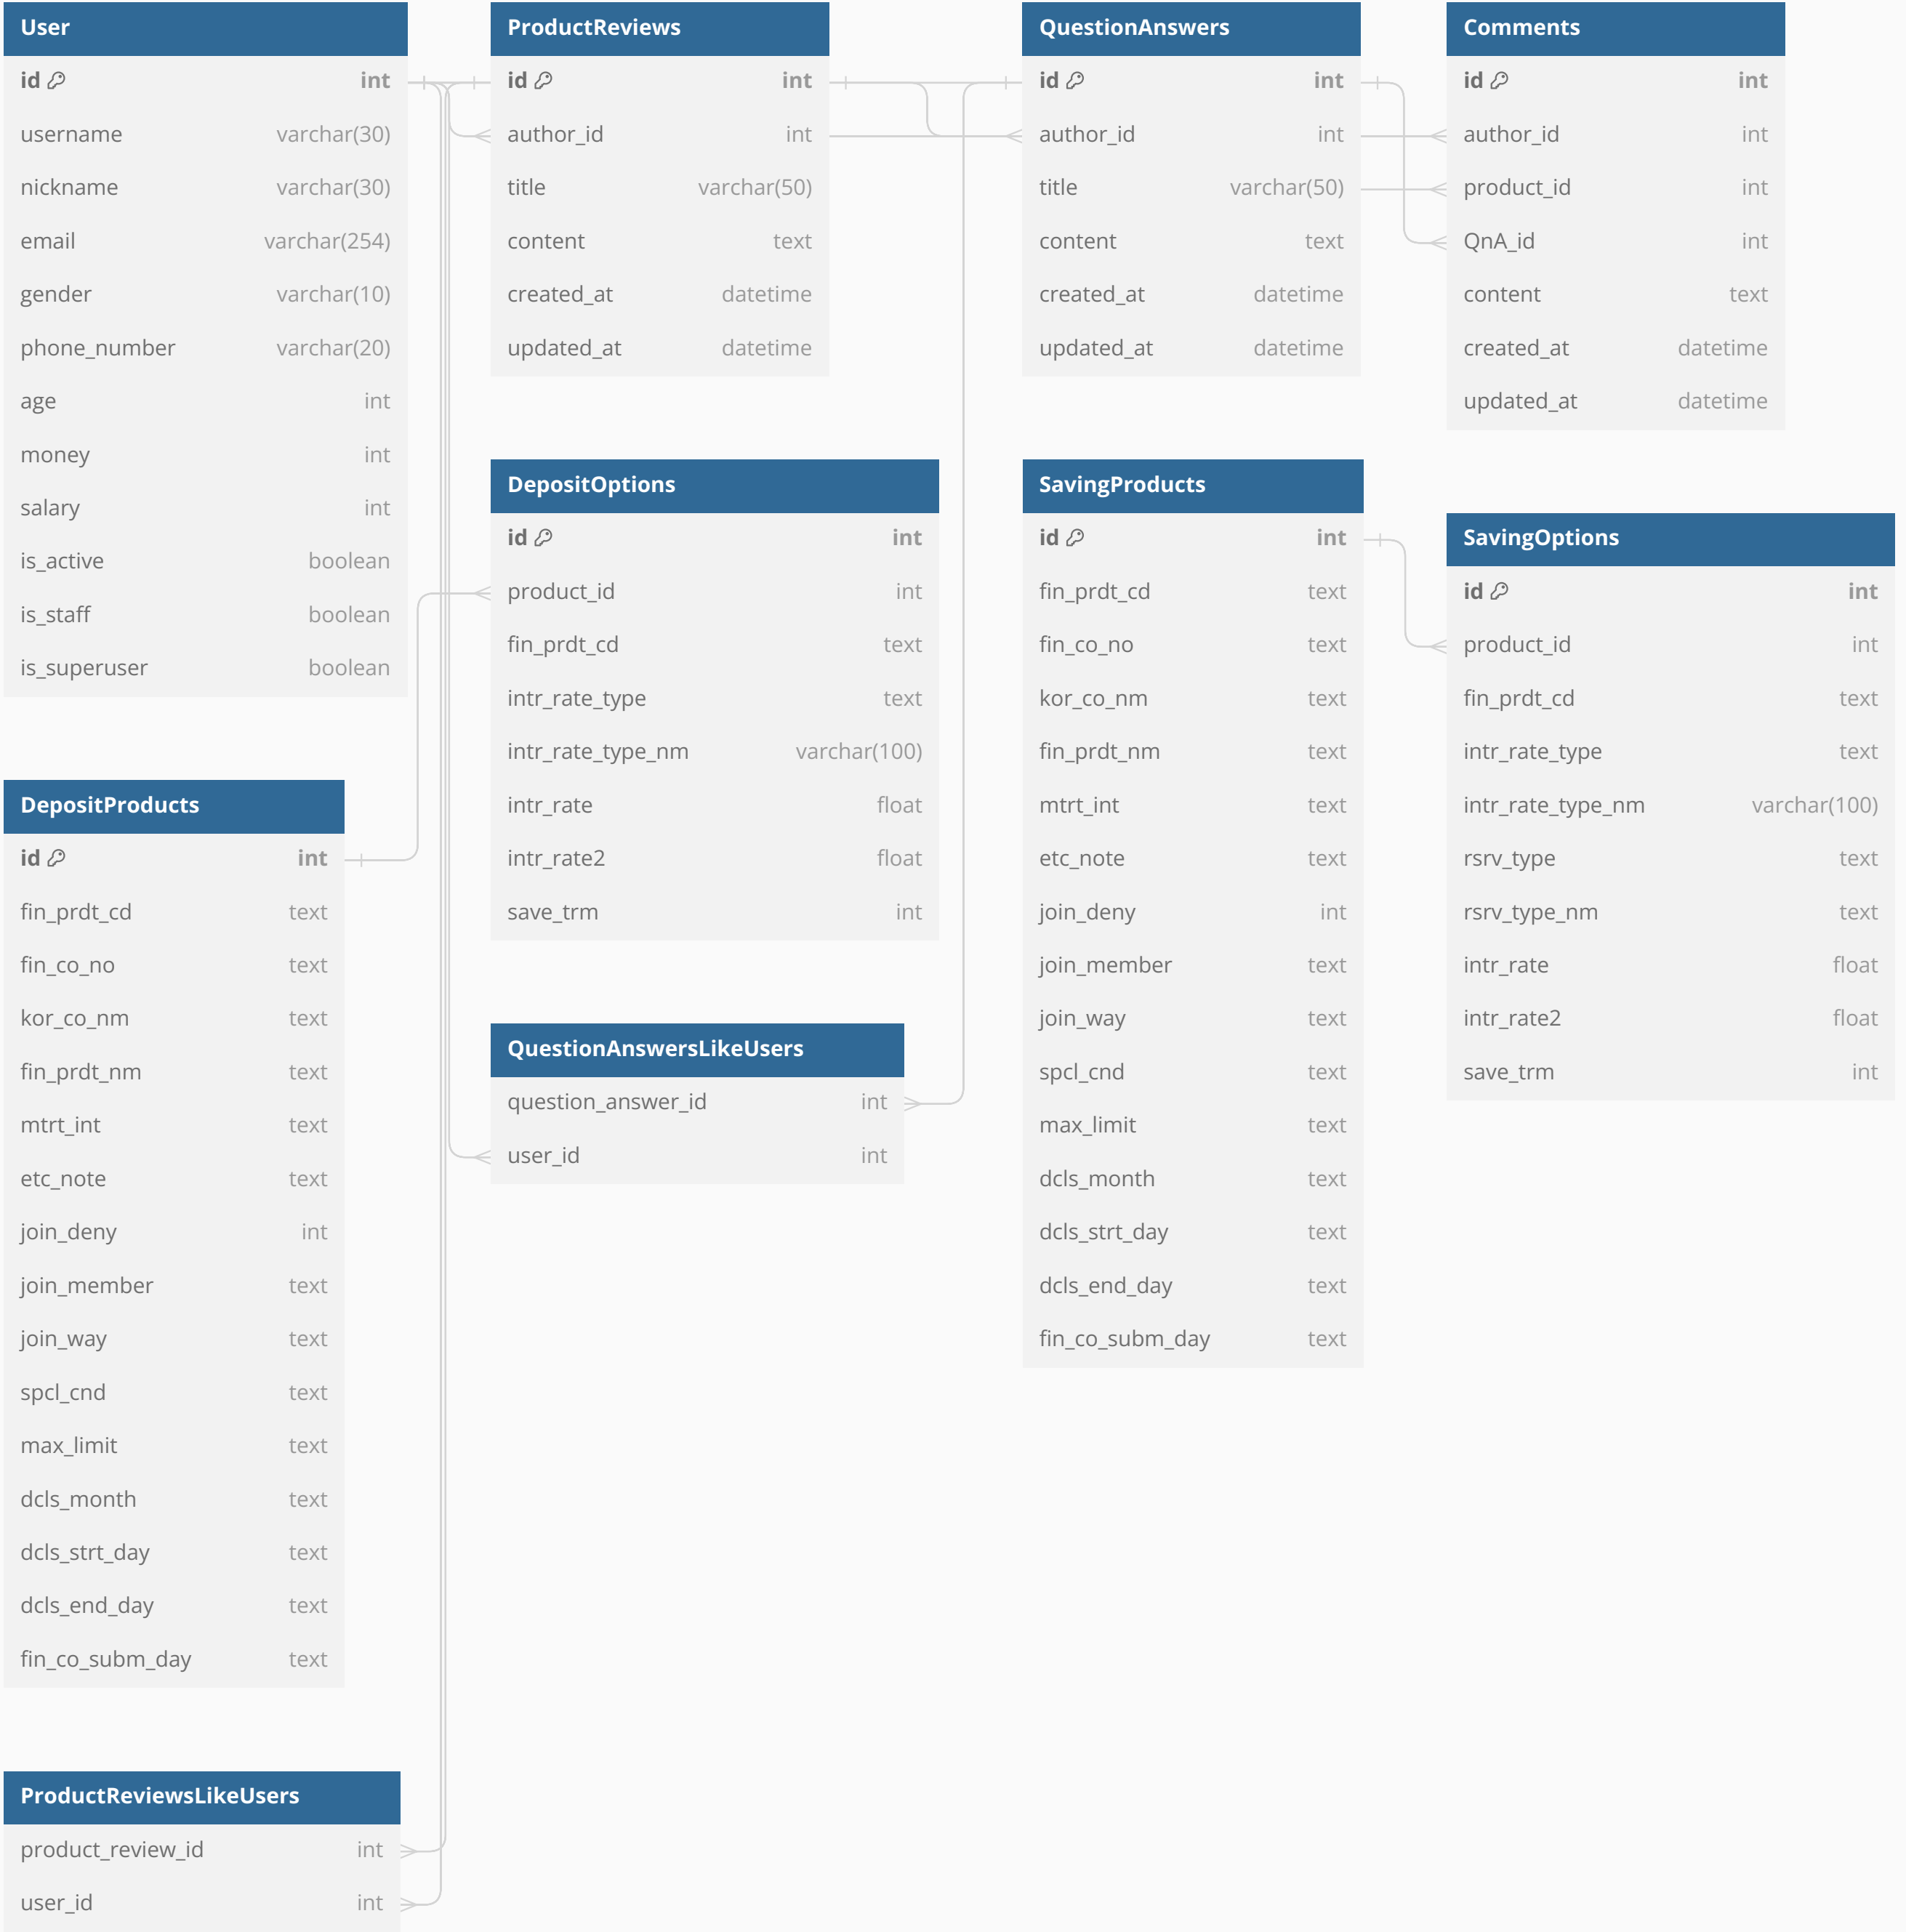 User
id int
username varchar(30)
nickname varchar(30)
email varchar(254)
gender varchar(10)
phone_number varchar(20)
age int
money int
salary int
is_active boolean
is_staff boolean
is_superuser boolean
ProductReviews
id int
author_id int
title varchar(50)
content text
created_at datetime
updated_at datetime
QuestionAnswers
id int
author_id int
title varchar(50)
content text
created_at datetime
updated_at datetime
Comments
id int
author_id int
product_id int
QnA_id int
content text
created_at datetime
updated_at datetime
DepositOptions
id int
product_id int
fin_prdt_cd text
intr_rate_type text
intr_rate_type_nm varchar(100)
intr_rate float
intr_rate2 float
save_trm int
SavingProducts
id int
fin_prdt_cd text
fin_co_no text
kor_co_nm text
fin_prdt_nm text
mtrt_int text
etc_note text
join_deny int
join_member text
join_way text
spcl_cnd text
max_limit text
dcls_month text
dcls_strt_day text
dcls_end_day text
fin_co_subm_day text
SavingOptions
id int
product_id int
fin_prdt_cd text
intr_rate_type text
intr_rate_type_nm varchar(100)
rsrv_type text
rsrv_type_nm text
intr_rate float
intr_rate2 float
save_trm int
DepositProducts
id int
fin_prdt_cd text
fin_co_no text
kor_co_nm text
fin_prdt_nm text
mtrt_int text
etc_note text
join_deny int
join_member text
join_way text
spcl_cnd text
max_limit text
dcls_month text
dcls_strt_day text
dcls_end_day text
fin_co_subm_day text
QuestionAnswersLikeUsers
question_answer_id int
user_id int
ProductReviewsLikeUsers
product_review_id int
user_id int